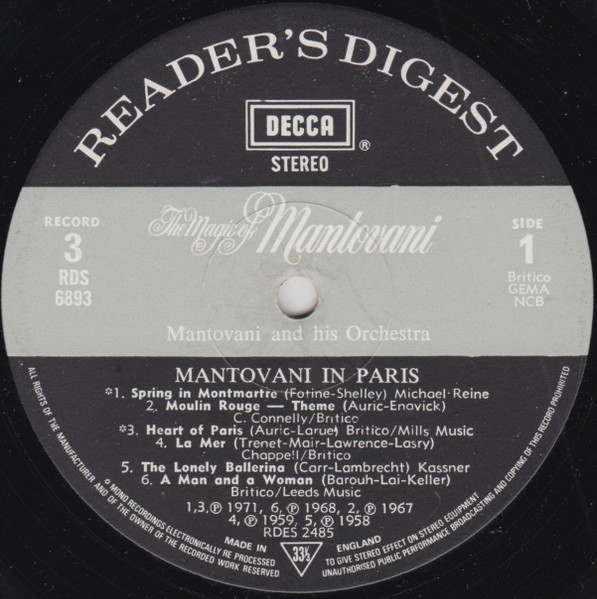 READER'S DIGEST
DECCA ®
STEREO
RECORD
3
RDS
6893
The Magic of Mantovani
SIDE
1
Britico
GEMA
NCB
Mantovani and his Orchestra
MANTOVANI IN PARIS
✲1. Spring in Montmartre (Fotine-Shelley) Michael Reine
2. Moulin Rouge — Theme (Auric-Enavick)
C. Connelly/Britico
✲3. Heart of Paris (Auric-Larue) Britico/Mills Music
4. La Mer (Trenet-Mair-Lawrence-Lasry)
Chappell/Britico
5. The Lonely Ballerina (Carr-Lambrecht) Kassner
6. A Man and a Woman (Barouh-Lai-Keller)
Britico/Leeds Music
1,3,Ⓟ 1971, 6,Ⓟ 1968, 2, Ⓟ 1967
4, Ⓟ 1959, 5, Ⓟ 1958
RDES 2485
MADE IN ENGLAND
33⅓
ALL RIGHTS OF THE MANUFACTURER AND OF THE OWNER OF THE RECORDED WORK RESERVED
✲ MONO RECORDINGS ELECTRONICALLY RE PROCESSED
TO GIVE STEREO EFFECT ON STEREO EQUIPMENT
UNAUTHORISED PUBLIC PERFORMANCE BROADCASTING AND COPYING OF THIS RECORD PROHIBITED